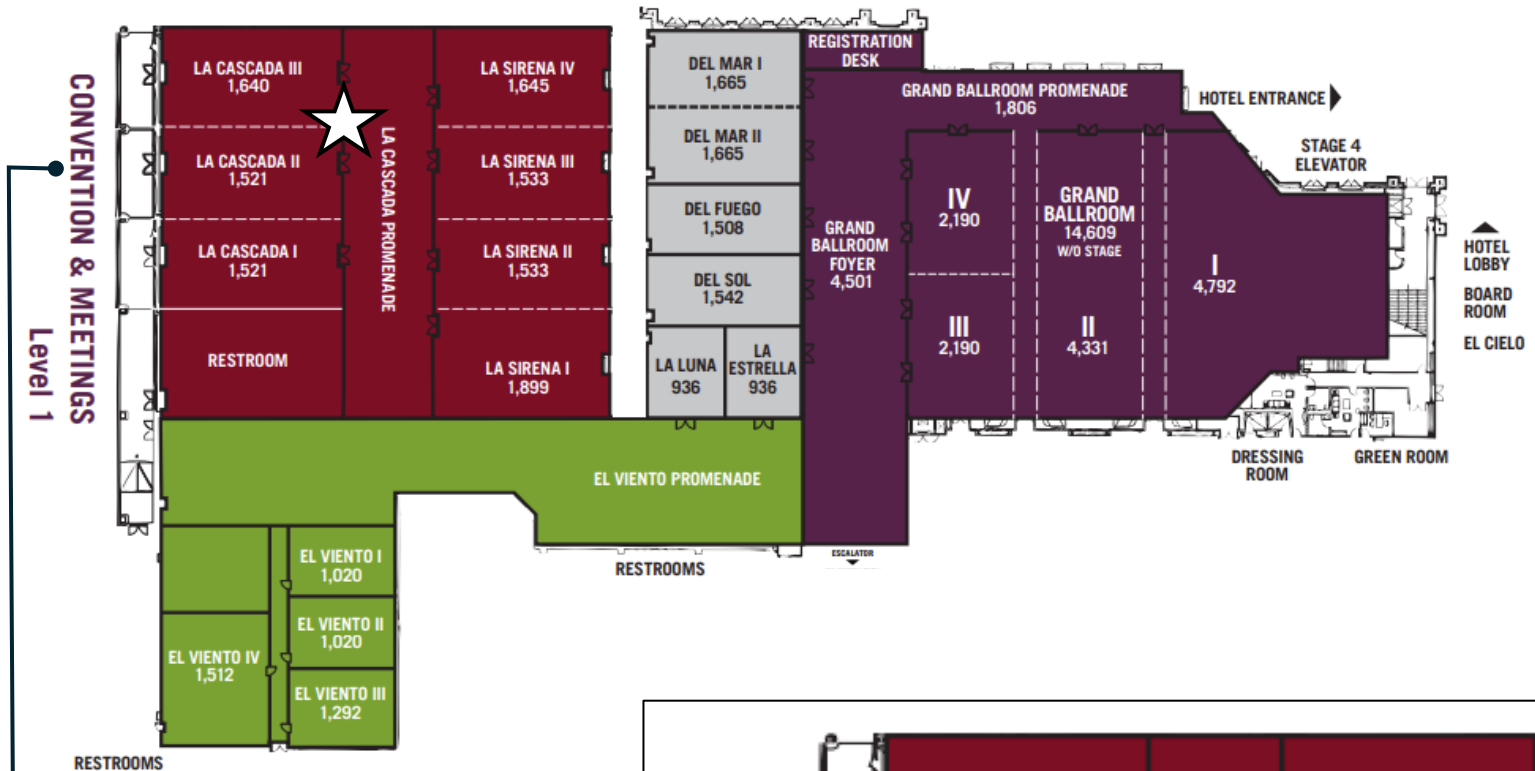 CONVENTION & MEETINGS
Level 1
LA CASCADA III
1,640
LA CASCADA II
1,521
LA CASCADA I
1,521
RESTROOM
LA CASCADA PROMENADE
LA SIRENA IV
1,645
LA SIRENA III
1,533
LA SIRENA II
1,533
LA SIRENA I
1,899
DEL MAR I
1,665
DEL MAR II
1,665
DEL FUEGO
1,508
DEL SOL
1,542
LA LUNA
936
LA
ESTRELLA
936
REGISTRATION
DESK
GRAND BALLROOM PROMENADE
1,806
GRAND
BALLROOM
FOYER
4,501
IV
2,190
III
2,190
GRAND
BALLROOM
14,609
W/O STAGE
II
4,331
I
4,792
HOTEL ENTRANCE
STAGE 4
ELEVATOR
HOTEL
LOBBY
BOARD
ROOM
EL CIELO
DRESSING
ROOM
GREEN ROOM
EL VIENTO PROMENADE
RESTROOMS
ESCALATOR
EL VIENTO I
1,020
EL VIENTO II
1,020
EL VIENTO III
1,292
EL VIENTO IV
1,512
RESTROOMS